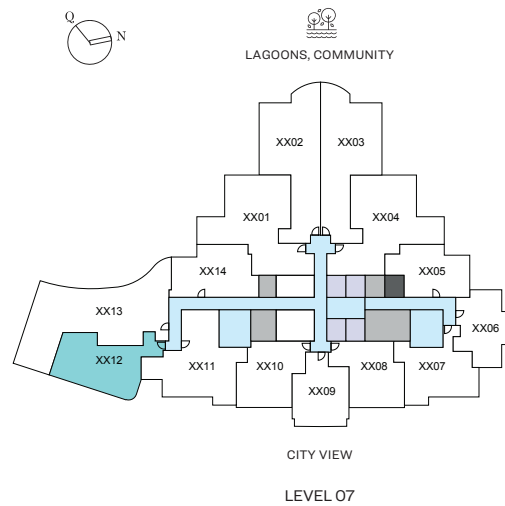 Q
N
LAGOONS, COMMUNITY
XX02 XX03
XX01 XX04
XX14 XX05
XX13
XX06
XX12
XX11 XX10 XX08 XX07
XX09
CITY VIEW
LEVEL 07